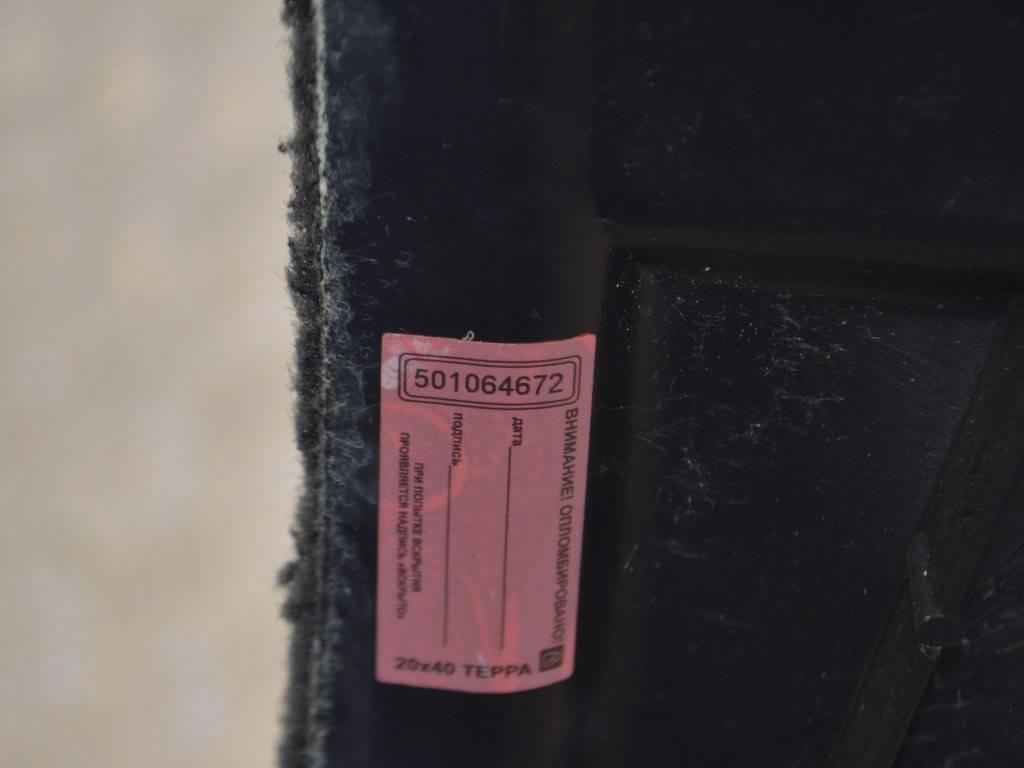 501064672
ВНИМАНИЕ! ОПЛОМБИРОВАНО!
дата
подпись
ПРИ ПОПЫТКЕ ВСКРЫТИЯ
ПРОЯВЛЯЕТСЯ НАДПИСЬ «ВСКРЫТО»
20x40 ТЕРРА